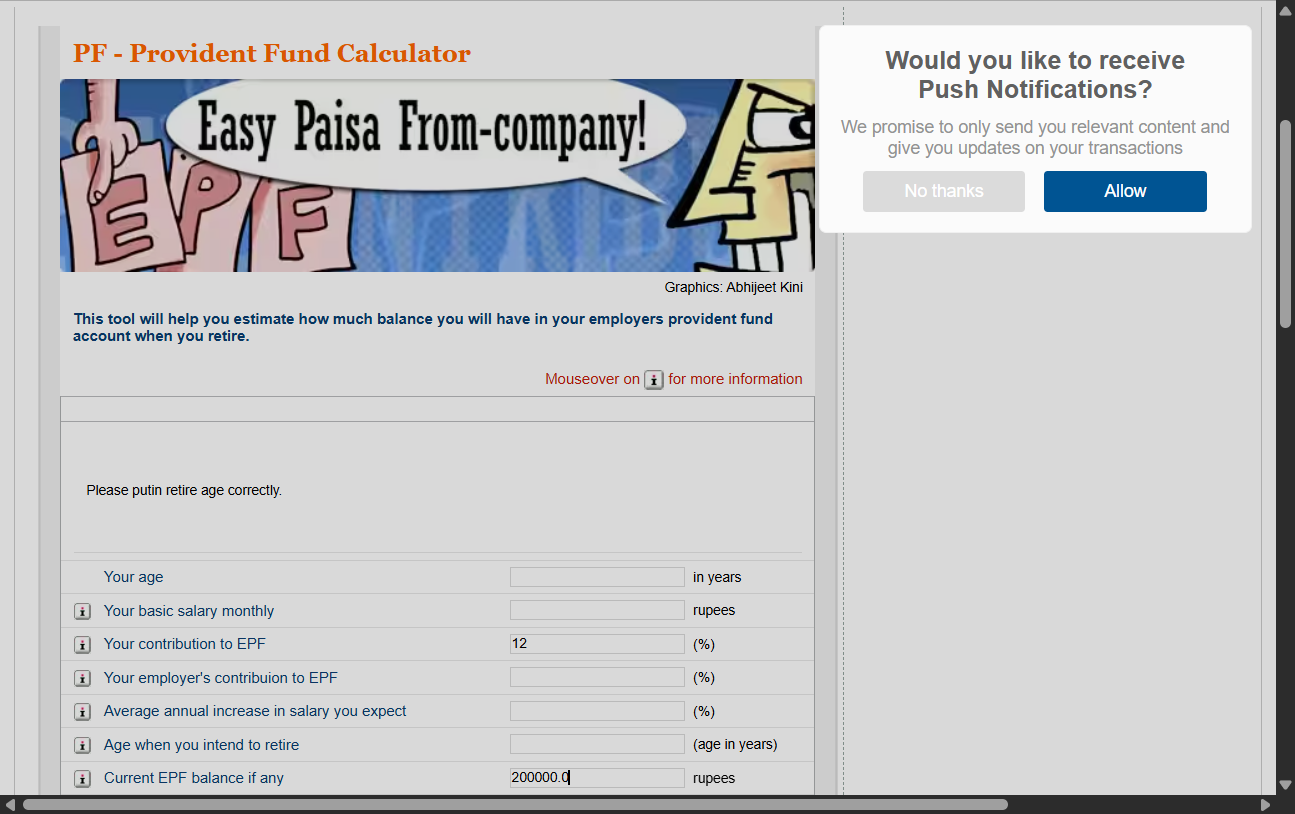 PF - Provident Fund Calculator
Easy Paisa From-company!
EPF
Graphics: Abhijeet Kini
This tool will help you estimate how much balance you will have in your employers provident fund
account when you retire.
Mouseover on i for more information
Please putin retire age correctly.
Your age in years
i Your basic salary monthly rupees
i Your contribution to EPF 12 (%)
i Your employer's contribuion to EPF (%)
i Average annual increase in salary you expect (%)
i Age when you intend to retire (age in years)
i Current EPF balance if any 200000.0 rupees
Would you like to receive
Push Notifications?
We promise to only send you relevant content and
give you updates on your transactions
No thanks Allow